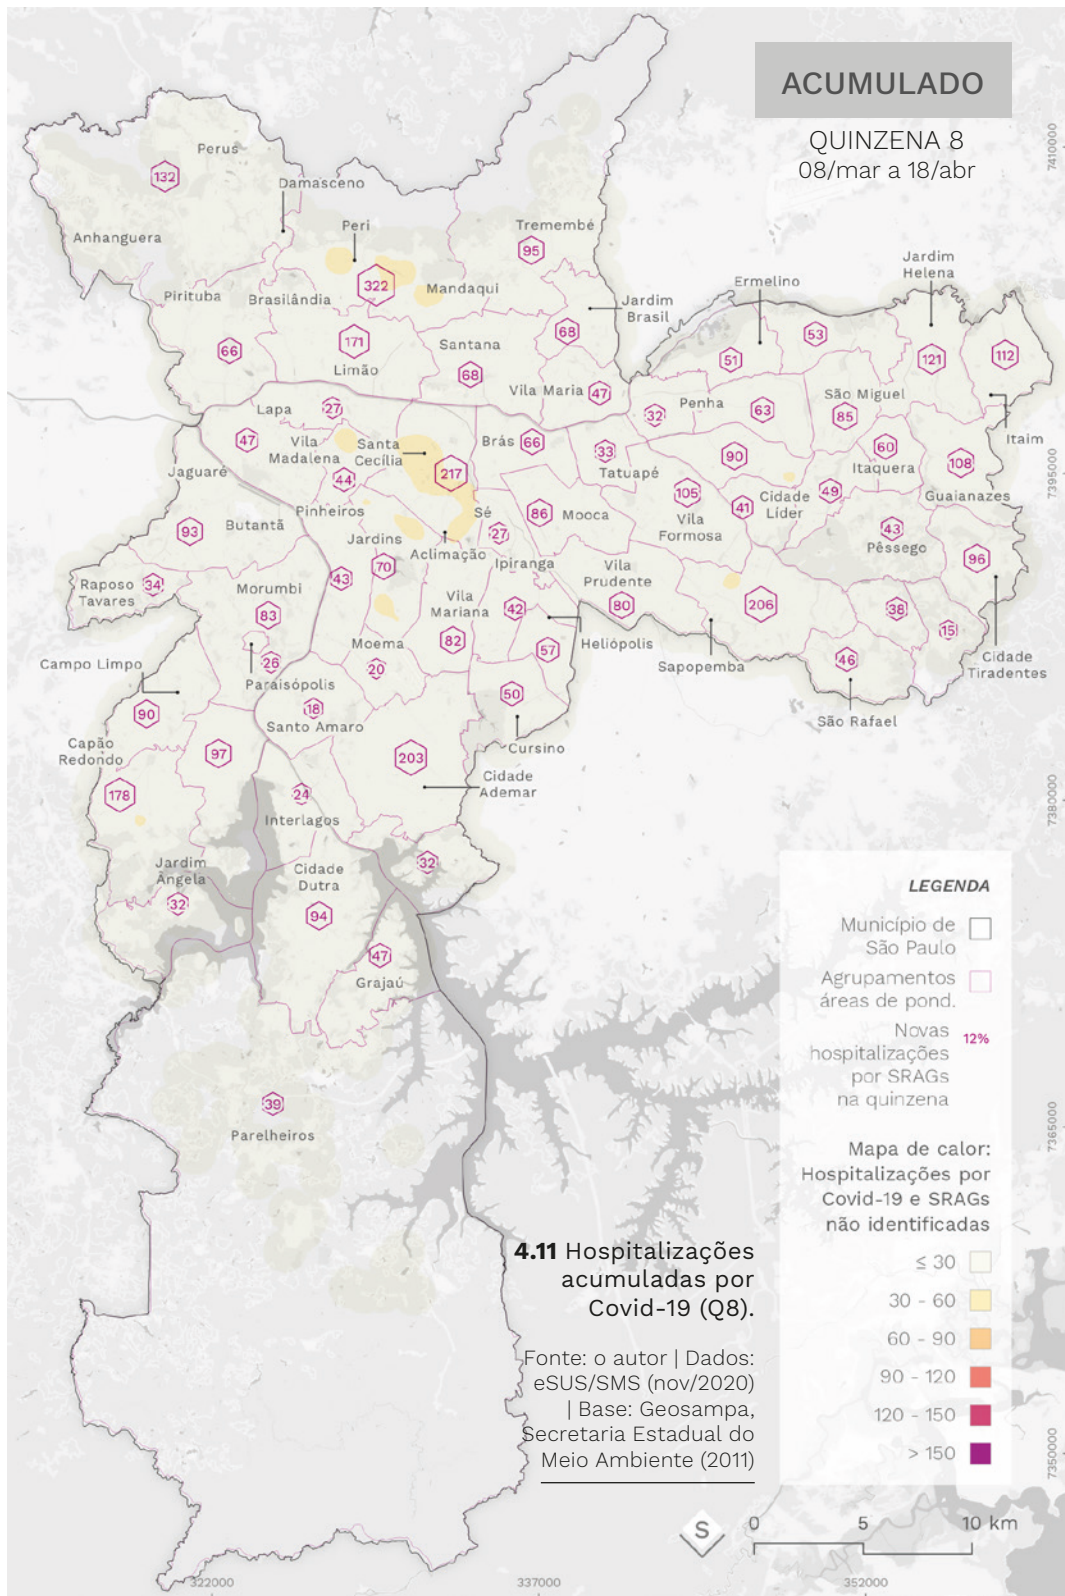 ACUMULADO
QUINZENA 8
08/mar a 18/abr
7410000
Perus
132
Damasceno
Anhanguera
Peri
Tremembé
95
322
Pirituba
Brasilândia
Mandaqui
Jardim
Brasil
Ermelino
Jardim
Helena
66
171
Limão
Santana
68
68
51
53
121
112
Vila Maria
47
Lapa
27
32
Penha
63
São Miguel
85
Itaim
47
Vila
Madalena
Santa
Cecília
Brás
66
33
Tatuapé
90
60
Itaquera
108
7395000
Jaguaré
44
217
105
49
Guaianazes
Pinheiros
Sé
86
Mooca
Vila
Formosa
41
Cidade
Líder
93
Butantã
Jardins
Aclimação
27
Ipiranga
43
Pêssego
96
Raposo
Tavares
34
Morumbi
83
43
70
Vila
Mariana
82
42
Vila
Prudente
80
206
38
15
Heliópolis
57
Sapopemba
46
Cidade
Tiradentes
Campo Limpo
26
Paraisópolis
Moema
20
São Rafael
90
18
Santo Amaro
50
Cursino
Capão
Redondo
97
203
Cidade
Ademar
178
24
Interlagos
7380000
Jardim
Ângela
32
Cidade
Dutra
94
32
47
Grajaú
39
Parelheiros
LEGENDA
Município de
São Paulo
Agrupamentos
áreas de pond.
Novas
hospitalizações
por SRAGs
na quinzena
12%
7365000
Mapa de calor:
Hospitalizações por
Covid-19 e SRAGs
não identificadas
≤ 30
30 - 60
60 - 90
90 - 120
120 - 150
> 150
7350000
4.11 Hospitalizações
acumuladas por
Covid-19 (Q8).
Fonte: o autor | Dados:
eSUS/SMS (nov/2020)
| Base: Geosampa,
Secretaria Estadual do
Meio Ambiente (2011)
S
0 5 10 km
322000
337000
352000